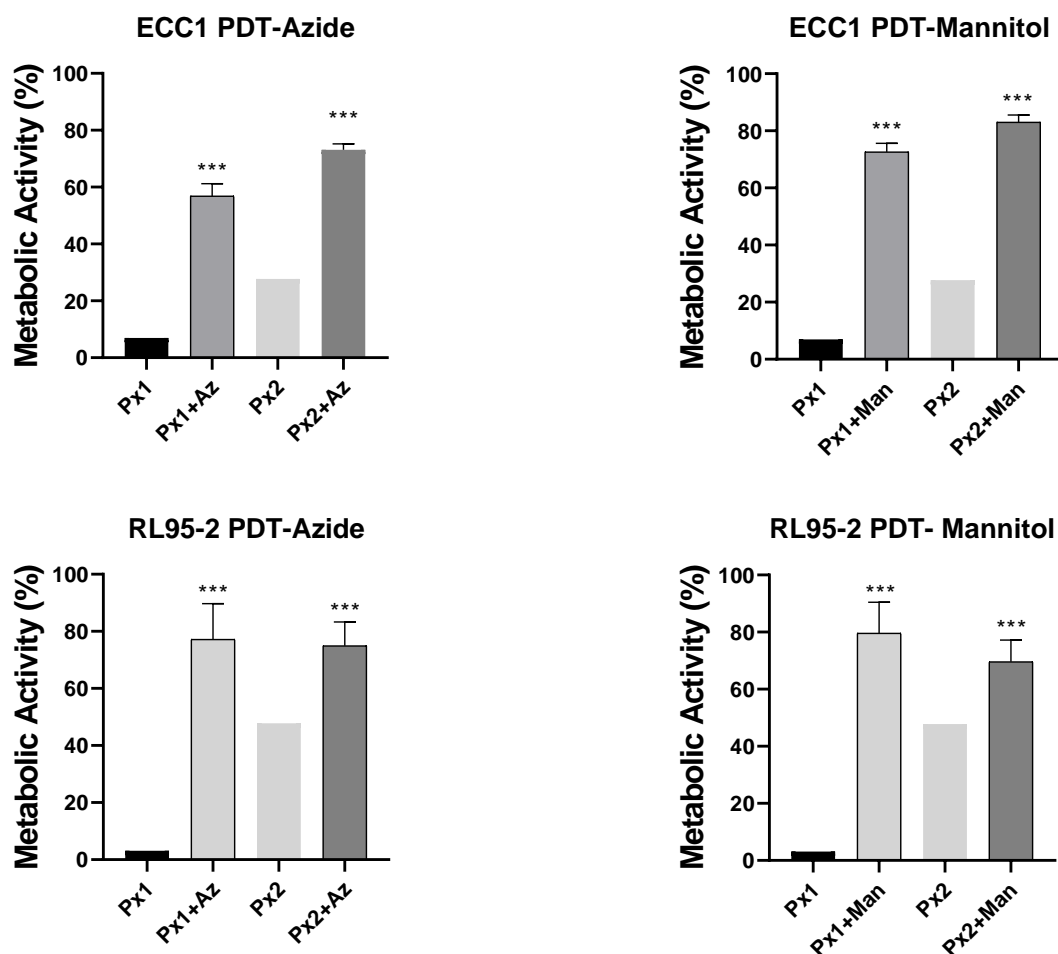 ECC1 PDT-Azide
Metabolic Activity (%)
100
80
60
40
20
0
***
***
Px1
Px1+Az
Px2
Px2+Az
ECC1 PDT-Mannitol
Metabolic Activity (%)
100
80
60
40
20
0
***
***
Px1
Px1+Man
Px2
Px2+Man
RL95-2 PDT-Azide
Metabolic Activity (%)
100
80
60
40
20
0
***
***
Px1
Px1+Az
Px2
Px2+Az
RL95-2 PDT- Mannitol
Metabolic Activity (%)
100
80
60
40
20
0
***
***
Px1
Px1+Man
Px2
Px2+Man